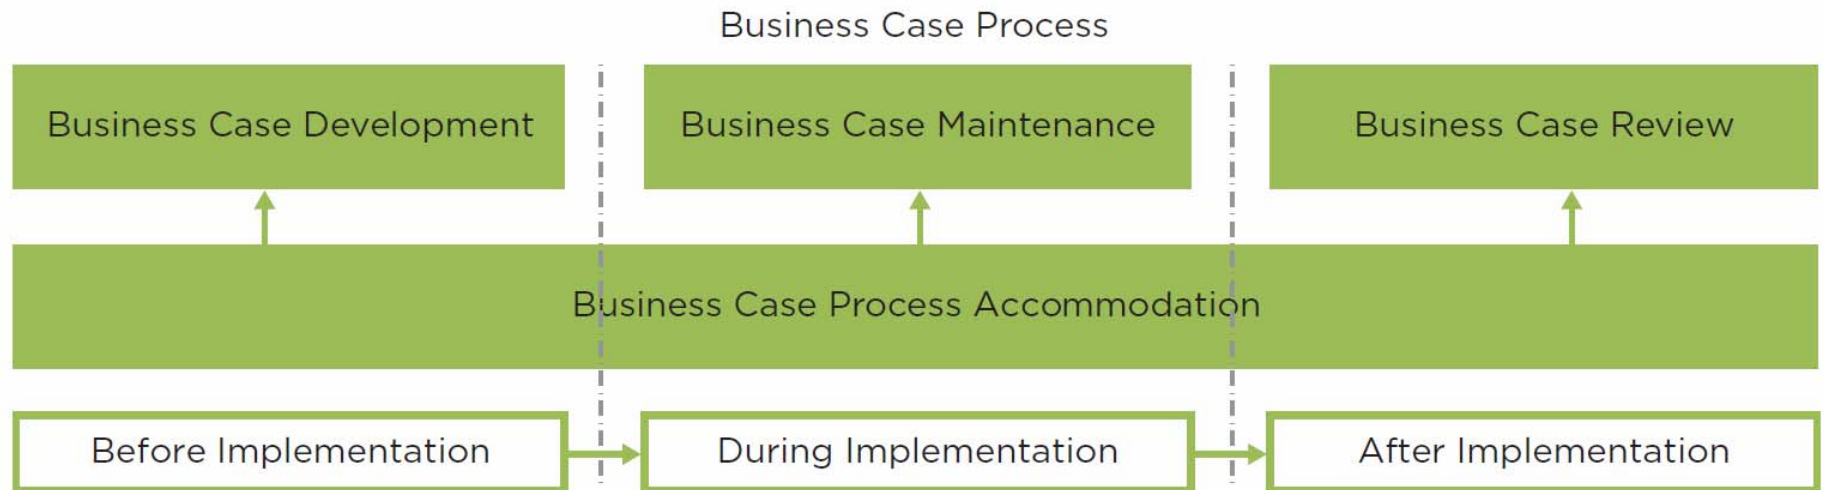 Business Case Process
Business Case Development
Business Case Maintenance
Business Case Review
Business Case Process Accommodation
Before Implementation
During Implementation
After Implementation